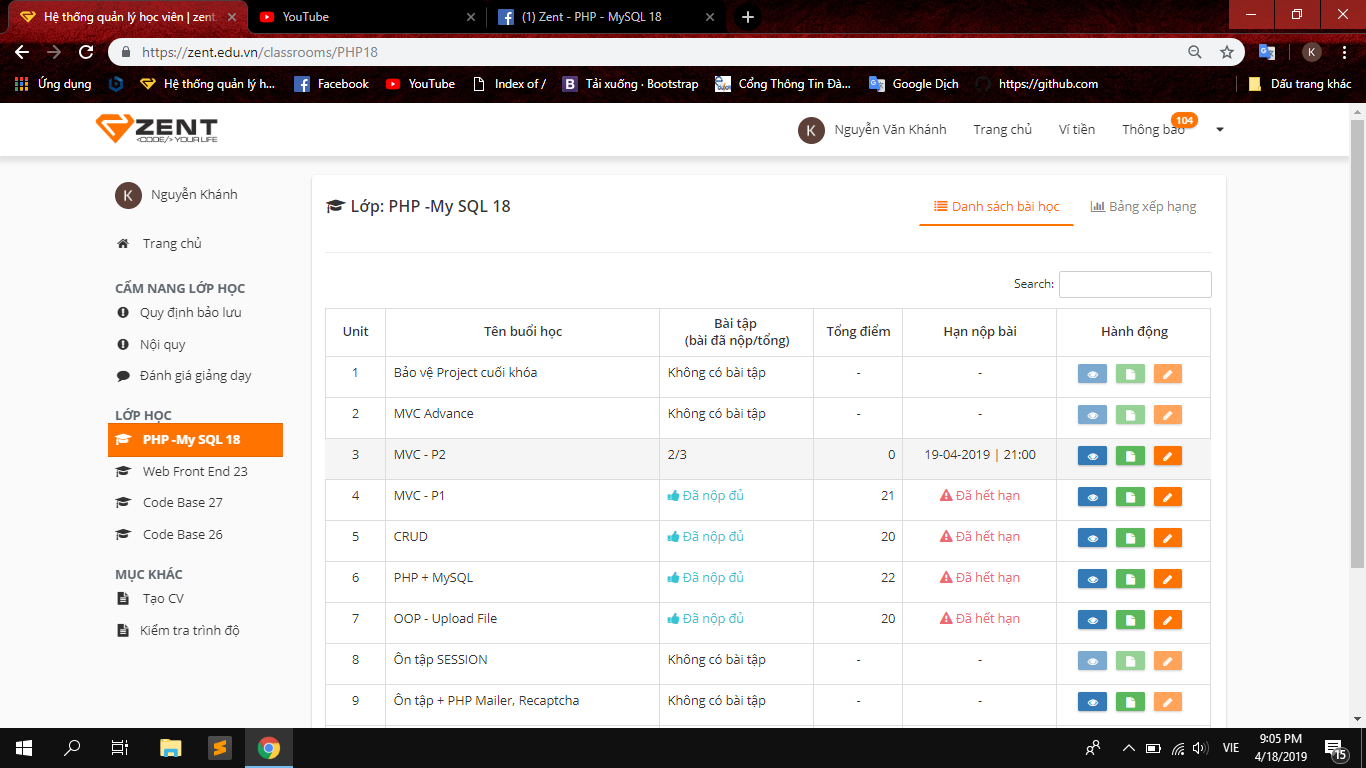 Hệ thống quản lý học viên | zent
YouTube
(1) Zent - PHP - MySQL 18
https://zent.edu.vn/classrooms/PHP18
K
Ứng dụng
Hệ thống quản lý h...
Facebook
YouTube
Index of /
Tải xuống · Bootstrap
Cổng Thông Tin Đà...
Google Dịch
https://github.com
Dấu trang khác
ZENT
<CODE/> YOUR LIFE
K Nguyễn Văn Khánh
Trang chủ
Ví tiền
Thông báo
104
K Nguyễn Khánh
Trang chủ
CẨM NANG LỚP HỌC
Quy định bảo lưu
Nội quy
Đánh giá giảng dạy
LỚP HỌC
PHP -My SQL 18
Web Front End 23
Code Base 27
Code Base 26
MỤC KHÁC
Tạo CV
Kiểm tra trình độ
Lớp: PHP -My SQL 18
Danh sách bài học
Bảng xếp hạng
Search:
Unit Tên buổi học Bài tập (bài đã nộp/tổng) Tổng điểm Hạn nộp bài Hành động
1 Bảo vệ Project cuối khóa Không có bài tập - -
2 MVC Advance Không có bài tập - -
3 MVC - P2 2/3 0 19-04-2019 | 21:00
4 MVC - P1 Đã nộp đủ 21 Đã hết hạn
5 CRUD Đã nộp đủ 20 Đã hết hạn
6 PHP + MySQL Đã nộp đủ 22 Đã hết hạn
7 OOP - Upload File Đã nộp đủ 20 Đã hết hạn
8 Ôn tập SESSION Không có bài tập - -
9 Ôn tập + PHP Mailer, Recaptcha Không có bài tập - -
VIE
9:05 PM
4/18/2019
15